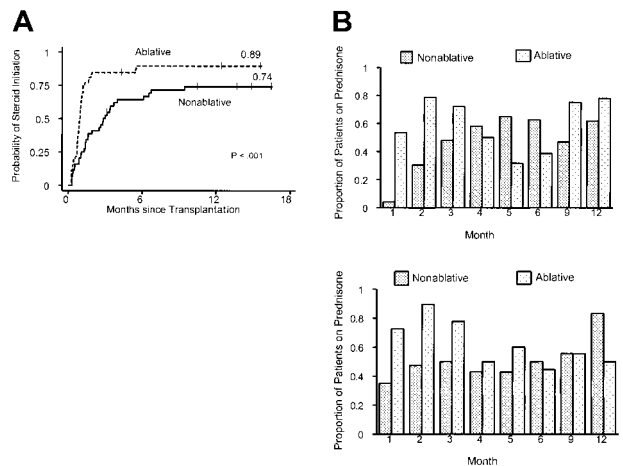 A
Probability of Steroid Initiation
1
0.75
0.5
0.25
0
Ablative
0.89
0.74
Nonablative
P < .001
0 6 12 18
Months since Transplantation
B
Nonablative Ablative
Proportion of Patients on Prednisone
1
0.8
0.6
0.4
0.2
0
1 2 3 4 5 6 9 12
Month
Nonablative Ablative
Proportion of Patients on Prednisone
1
0.8
0.6
0.4
0.2
0
1 2 3 4 5 6 9 12
Month